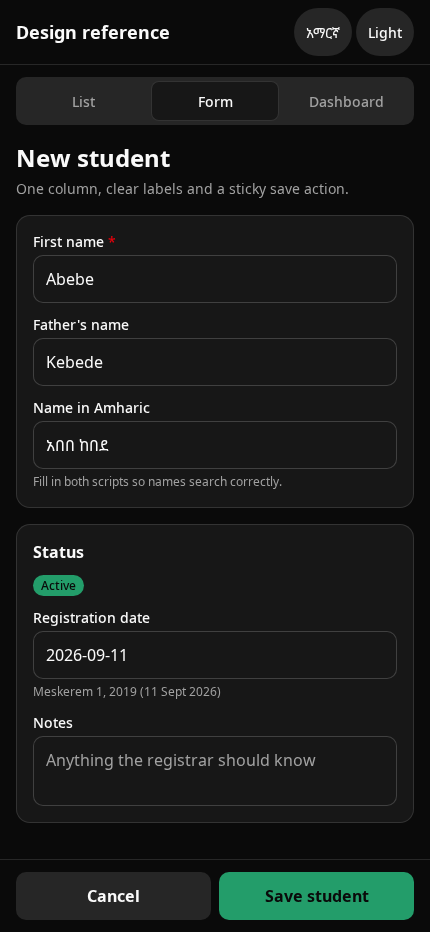 Design reference
አማርኛ
Light
List
Form
Dashboard
New student
One column, clear labels and a sticky save action.
First name *
Abebe
Father's name
Kebede
Name in Amharic
አበበ ከበደ
Fill in both scripts so names search correctly.
Status
Active
Registration date
2026-09-11
Meskerem 1, 2019 (11 Sept 2026)
Notes
Anything the registrar should know
Cancel
Save student